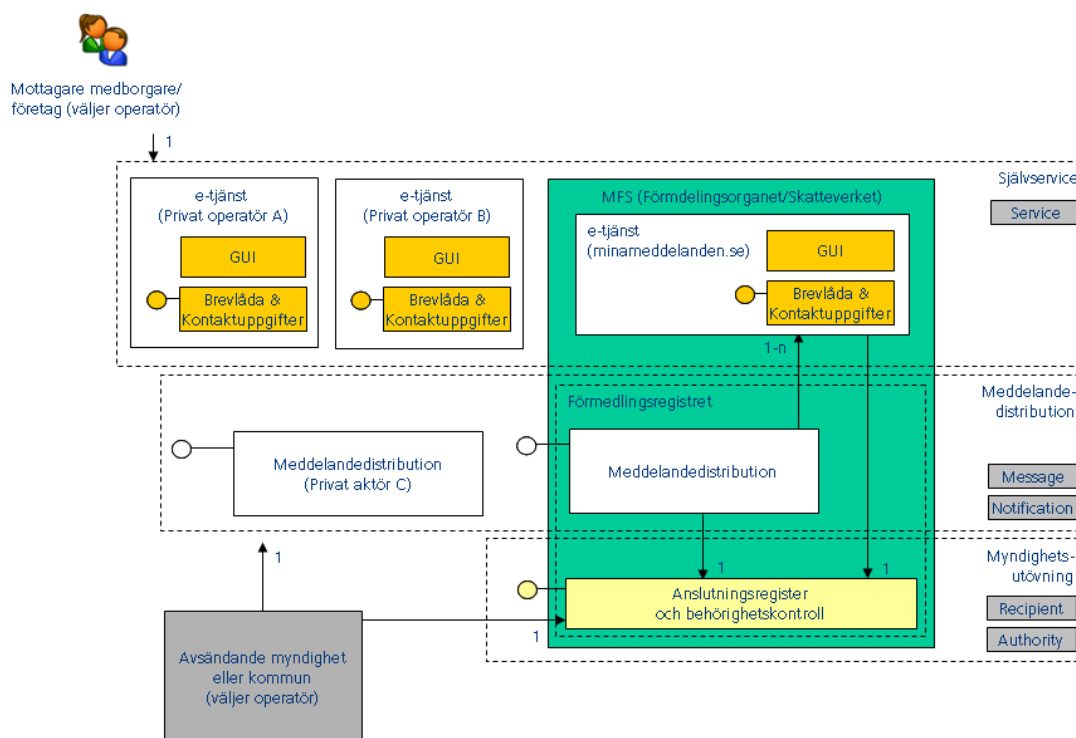 Mottagare medborgare/
företag (väljer operatör)
1
e-tjänst
(Privat operatör A)
GUI
Brevlåda &
Kontaktuppgifter
e-tjänst
(Privat operatör B)
GUI
Brevlåda &
Kontaktuppgifter
MFS (Förmdelingsorganet/Skatteverket)
e-tjänst
(minameddelanden.se)
GUI
Brevlåda &
Kontaktuppgifter
Självservice
Service
1-n
Förmedlingsregistret
Meddelandedistribution
(Privat aktör C)
Meddelandedistribution
Meddelande-
distribution
Message
Notification
1
1
1
Anslutningsregister
och behörighetskontroll
Myndighets-
utövning
Recipient
Authority
1
Avsändande myndighet
eller kommun
(väljer operatör)